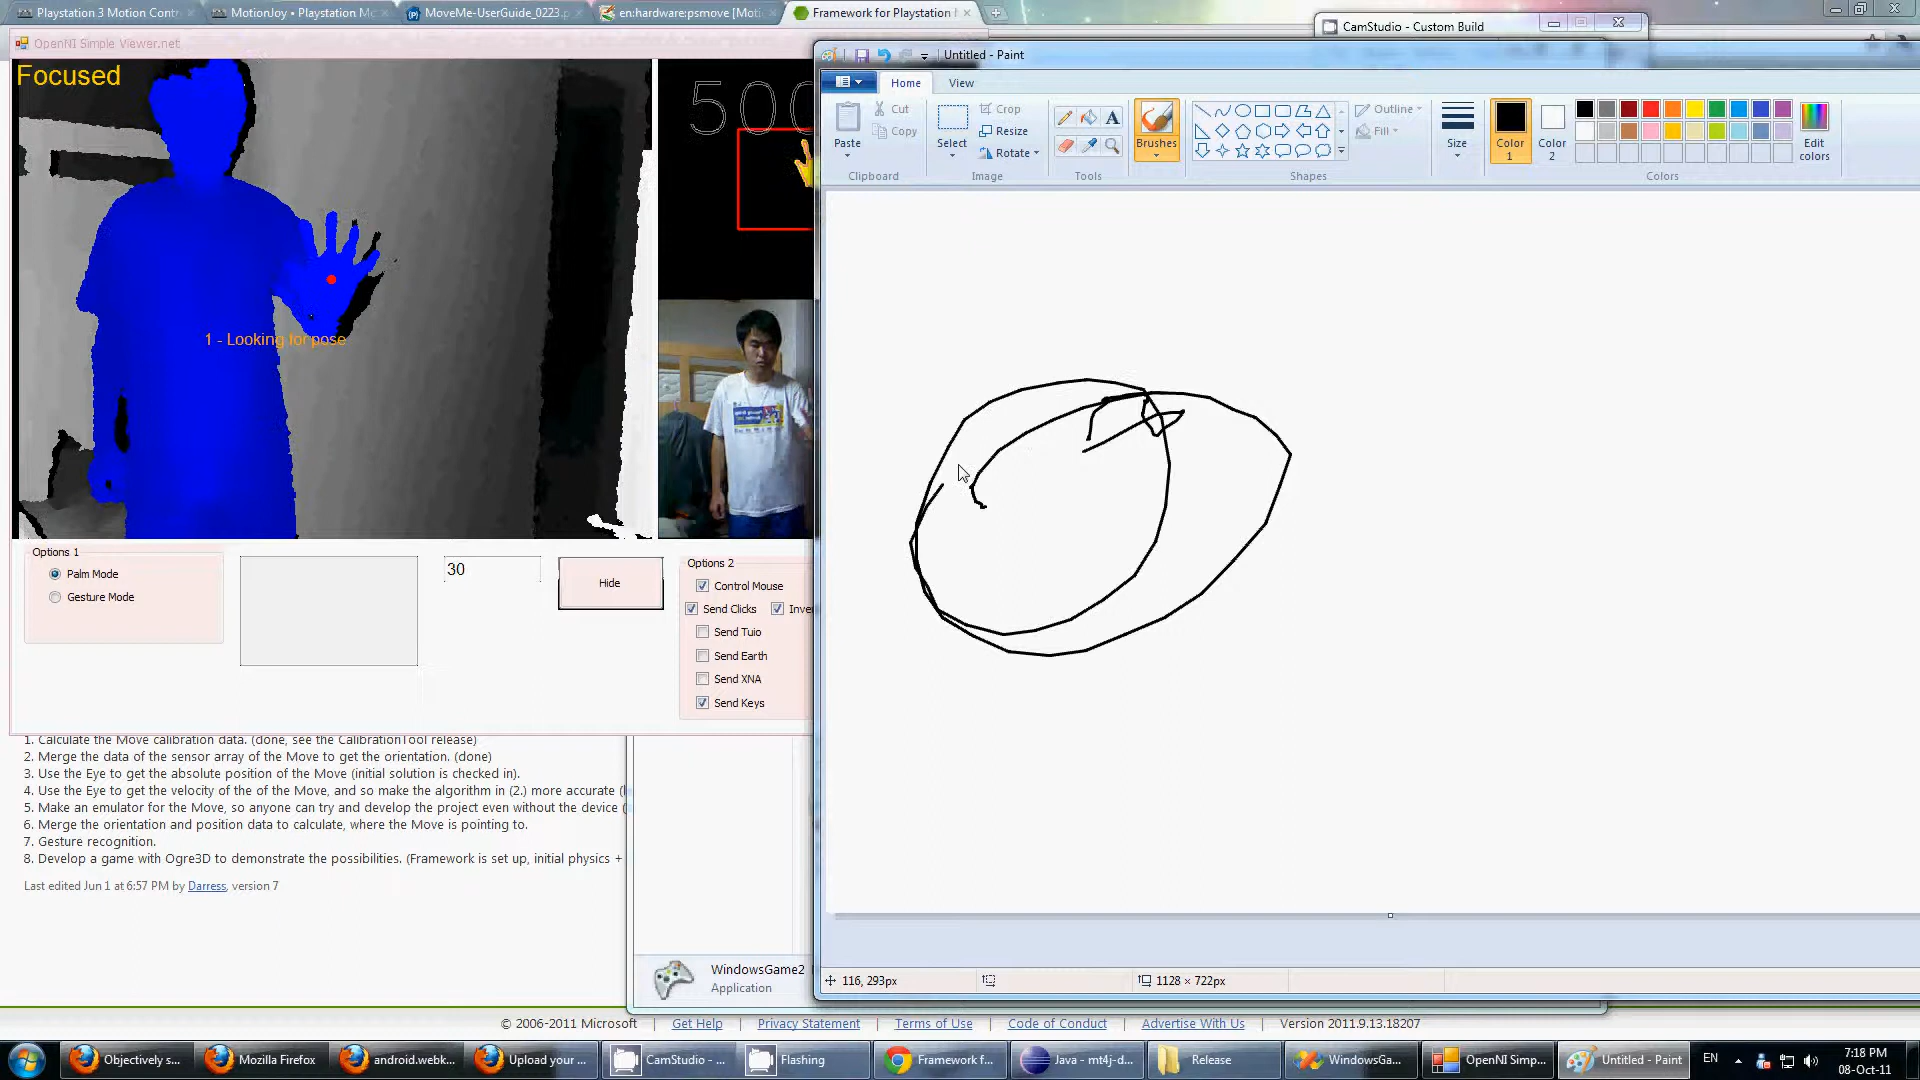 Playstation 3 Motion Contr
MotionJoy • Playstation Mo
MoveMe-UserGuide_0223.p
en:hardware:psmove [Moti
Framework for Playstation
OpenNI Simple Viewer.net
CamStudio - Custom Build
Untitled - Paint
Focused
500
Home
View
Paste
Cut
Copy
Clipboard
Select
Crop
Resize
Rotate
Image
Tools
Brushes
Outline
Fill
Shapes
Size
Color 1
Color 2
Edit colors
Colors
1 - Looking for pose
Options 1
Palm Mode
Gesture Mode
30
Hide
Options 2
Control Mouse
Send Clicks
Inve
Send Tuio
Send Earth
Send XNA
Send Keys
1. Calculate the Move calibration data. (done, see the CalibrationTool release)
2. Merge the data of the sensor array of the Move to get the orientation. (done)
3. Use the Eye to get the absolute position of the Move (initial solution is checked in).
4. Use the Eye to get the velocity of the of the Move, and so make the algorithm in (2.) more accurate (
5. Make an emulator for the Move, so anyone can try and develop the project even without the device (
6. Merge the orientation and position data to calculate, where the Move is pointing to.
7. Gesture recognition.
8. Develop a game with Ogre3D to demonstrate the possibilities. (Framework is set up, initial physics +
Last edited Jun 1 at 6:57 PM by Darress, version 7
WindowsGame2
Application
116, 293px
1128 × 722px
© 2006-2011 Microsoft | Get Help | Privacy Statement | Terms of Use | Code of Conduct | Advertise With Us | Version 2011.9.13.18207
Objectively s...
Mozilla Firefox
android.webk...
Upload your ...
CamStudio - ...
Flashing
Framework f...
Java - mt4j-d...
Release
WindowsGa...
OpenNI Simp...
Untitled - Paint
EN
7:18 PM
08-Oct-11